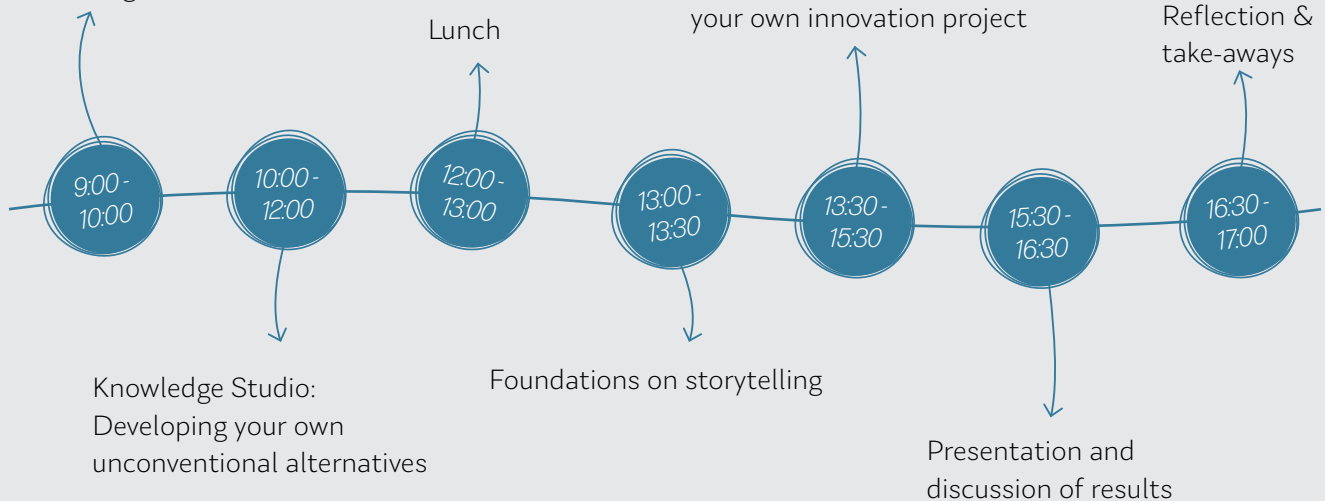 Lunch
your own innovation project
Reflection &
take-aways
9:00 -
10:00
10:00 -
12:00
12:00 -
13:00
13:00 -
13:30
13:30 -
15:30
15:30 -
16:30
16:30 -
17:00
Knowledge Studio:
Developing your own
unconventional alternatives
Foundations on storytelling
Presentation and
discussion of results